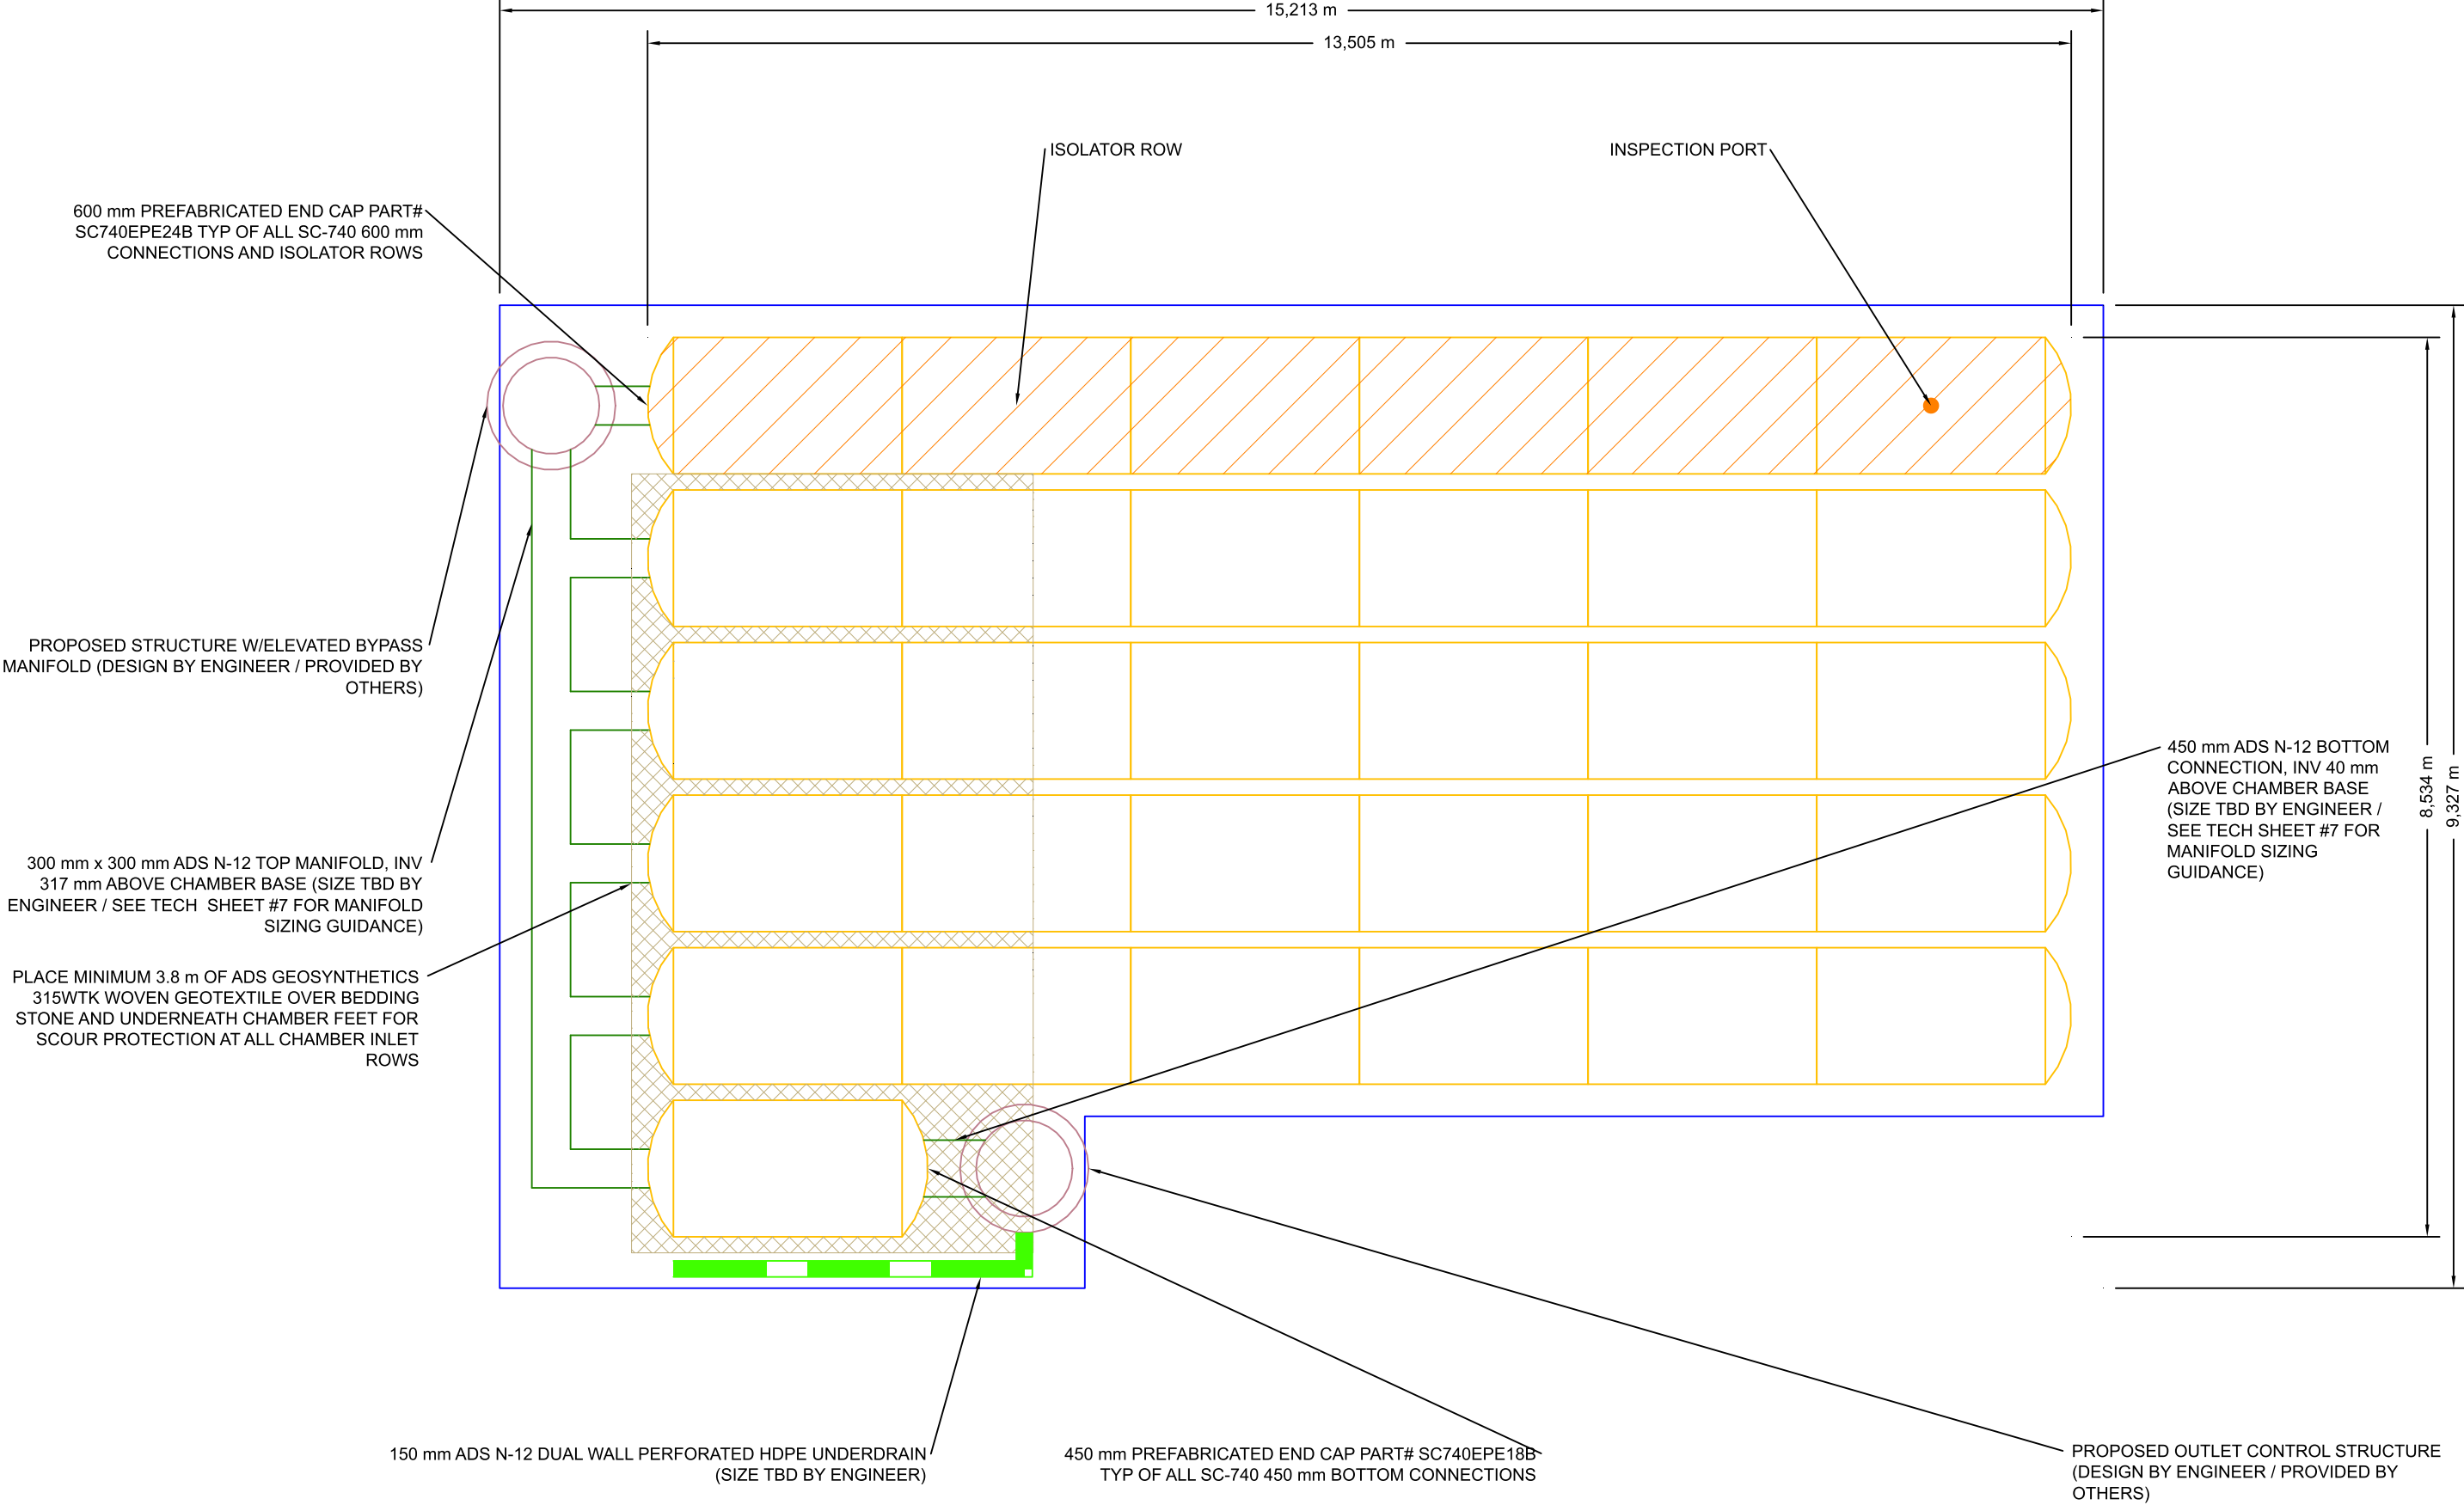 15,213 m
13,505 m
ISOLATOR ROW
INSPECTION PORT
600 mm PREFABRICATED END CAP PART#
SC740EPE24B TYP OF ALL SC-740 600 mm
CONNECTIONS AND ISOLATOR ROWS
PROPOSED STRUCTURE W/ELEVATED BYPASS
MANIFOLD (DESIGN BY ENGINEER / PROVIDED BY
OTHERS)
300 mm x 300 mm ADS N-12 TOP MANIFOLD, INV
317 mm ABOVE CHAMBER BASE (SIZE TBD BY
ENGINEER / SEE TECH SHEET #7 FOR MANIFOLD
SIZING GUIDANCE)
PLACE MINIMUM 3.8 m OF ADS GEOSYNTHETICS
315WTK WOVEN GEOTEXTILE OVER BEDDING
STONE AND UNDERNEATH CHAMBER FEET FOR
SCOUR PROTECTION AT ALL CHAMBER INLET
ROWS
450 mm ADS N-12 BOTTOM
CONNECTION, INV 40 mm
ABOVE CHAMBER BASE
(SIZE TBD BY ENGINEER /
SEE TECH SHEET #7 FOR
MANIFOLD SIZING
GUIDANCE)
8,534 m
9,327 m
150 mm ADS N-12 DUAL WALL PERFORATED HDPE UNDERDRAIN
(SIZE TBD BY ENGINEER)
450 mm PREFABRICATED END CAP PART# SC740EPE18B
TYP OF ALL SC-740 450 mm BOTTOM CONNECTIONS
PROPOSED OUTLET CONTROL STRUCTURE
(DESIGN BY ENGINEER / PROVIDED BY
OTHERS)